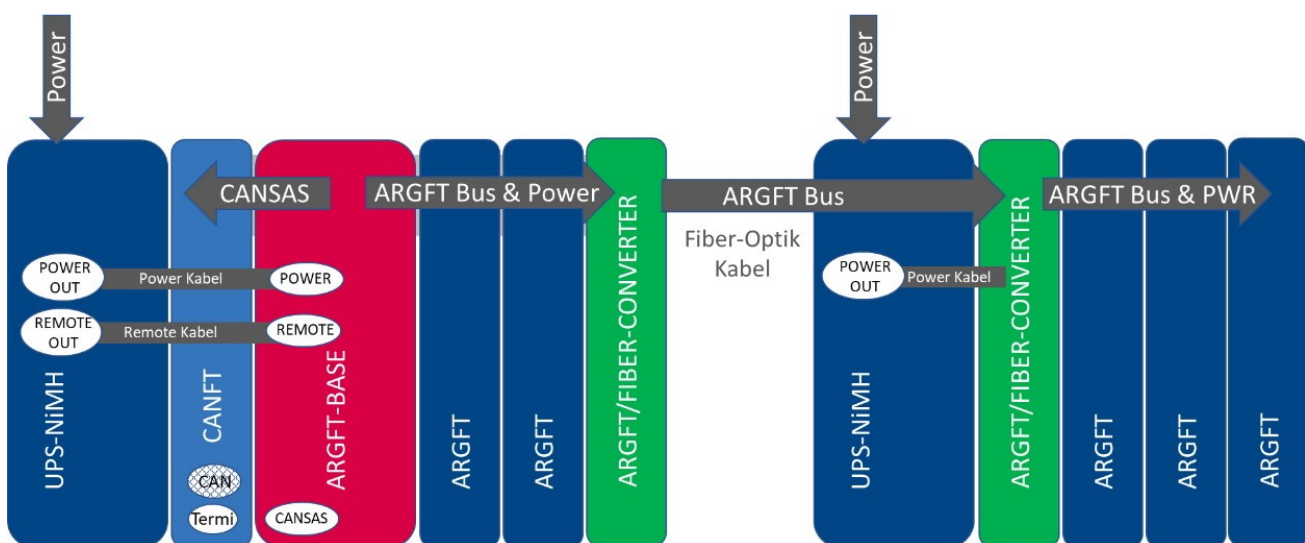 Power
Power
CANSAS
ARGFT Bus & Power
ARGFT Bus
ARGFT Bus & PWR
Fiber-Optik
Kabel
POWER
OUT
Power Kabel
POWER
POWER
OUT
Power Kabel
REMOTE
OUT
Remote Kabel
REMOTE
UPS-NiMH
CANFT
ARGFT-BASE
ARGFT
ARGFT
ARGFT/FIBER-CONVERTER
UPS-NiMH
ARGFT/FIBER-CONVERTER
ARGFT
ARGFT
ARGFT
CAN
Termi
CANSAS